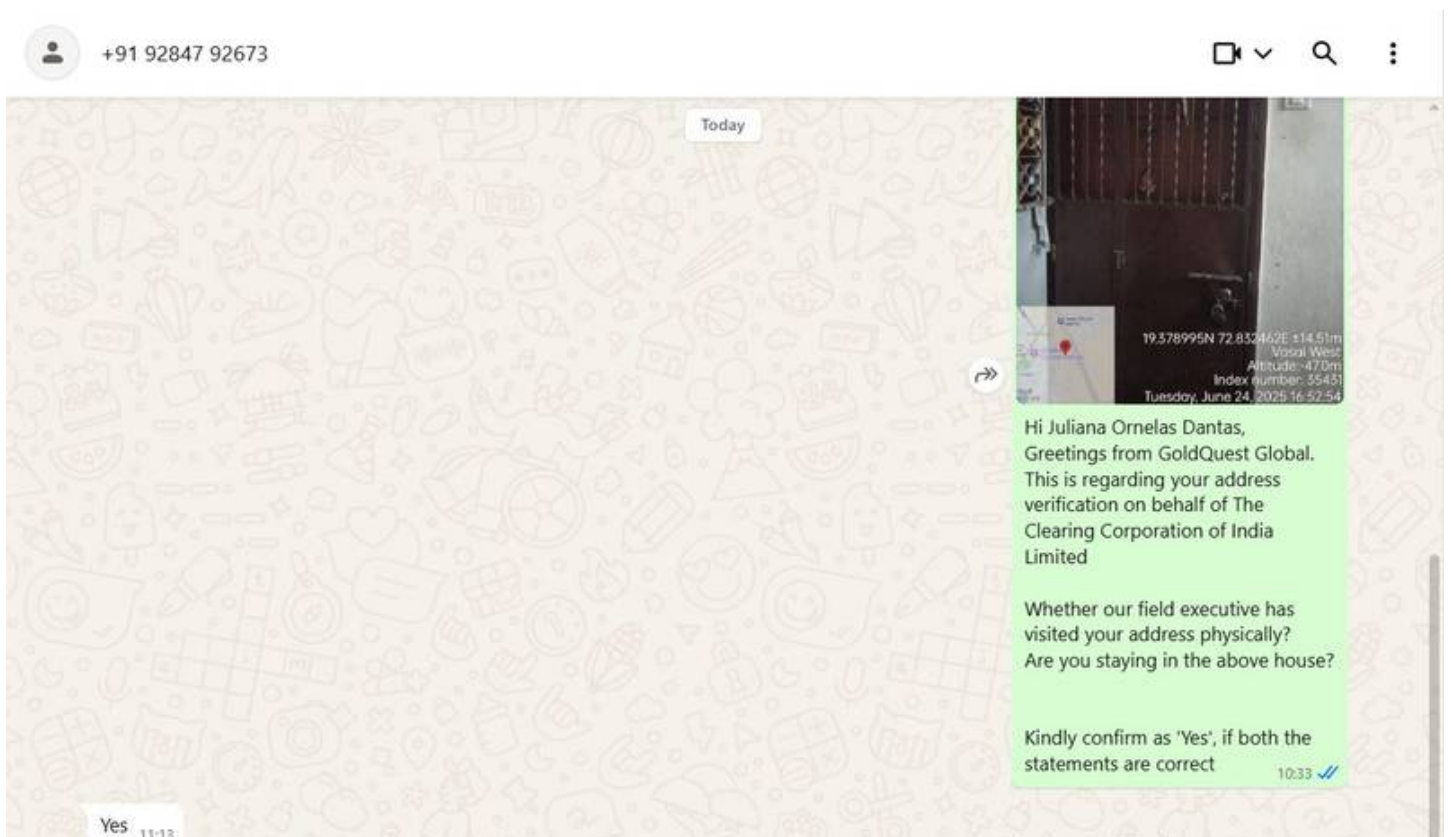 +91 92847 92673
Today
19.378995N 72.832462E ±14.51m
Vasai West
Altitude:-47.0m
Index number: 35431
Tuesday, June 24, 2025 16:52:54
Hi Juliana Ornelas Dantas,
Greetings from GoldQuest Global.
This is regarding your address
verification on behalf of The
Clearing Corporation of India
Limited
Whether our field executive has
visited your address physically?
Are you staying in the above house?
Kindly confirm as 'Yes', if both the
statements are correct
10:33
Yes
11:13